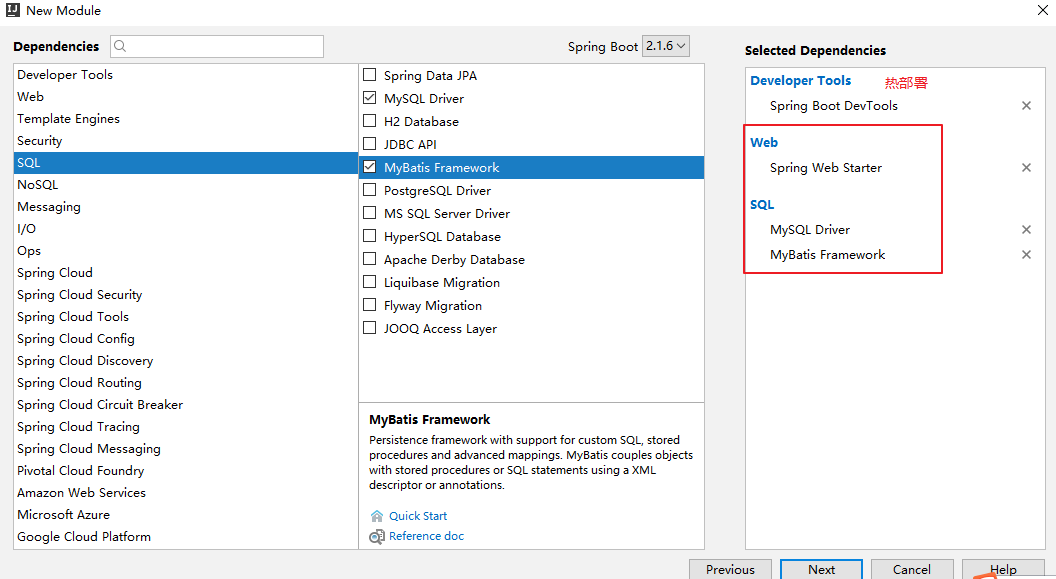 New Module
Dependencies
Spring Boot 2.1.6
Developer Tools
Web
Template Engines
Security
SQL
NoSQL
Messaging
I/O
Ops
Spring Cloud
Spring Cloud Security
Spring Cloud Tools
Spring Cloud Config
Spring Cloud Discovery
Spring Cloud Routing
Spring Cloud Circuit Breaker
Spring Cloud Tracing
Spring Cloud Messaging
Pivotal Cloud Foundry
Amazon Web Services
Microsoft Azure
Google Cloud Platform
Spring Data JPA
MySQL Driver
H2 Database
JDBC API
MyBatis Framework
PostgreSQL Driver
MS SQL Server Driver
HyperSQL Database
Apache Derby Database
Liquibase Migration
Flyway Migration
JOOQ Access Layer
MyBatis Framework
Persistence framework with support for custom SQL, stored
procedures and advanced mappings. MyBatis couples objects
with stored procedures or SQL statements using a XML
descriptor or annotations.
Quick Start
Reference doc
Selected Dependencies
Developer Tools 热部署
Spring Boot DevTools
Web
Spring Web Starter
SQL
MySQL Driver
MyBatis Framework
Previous Next Cancel Help